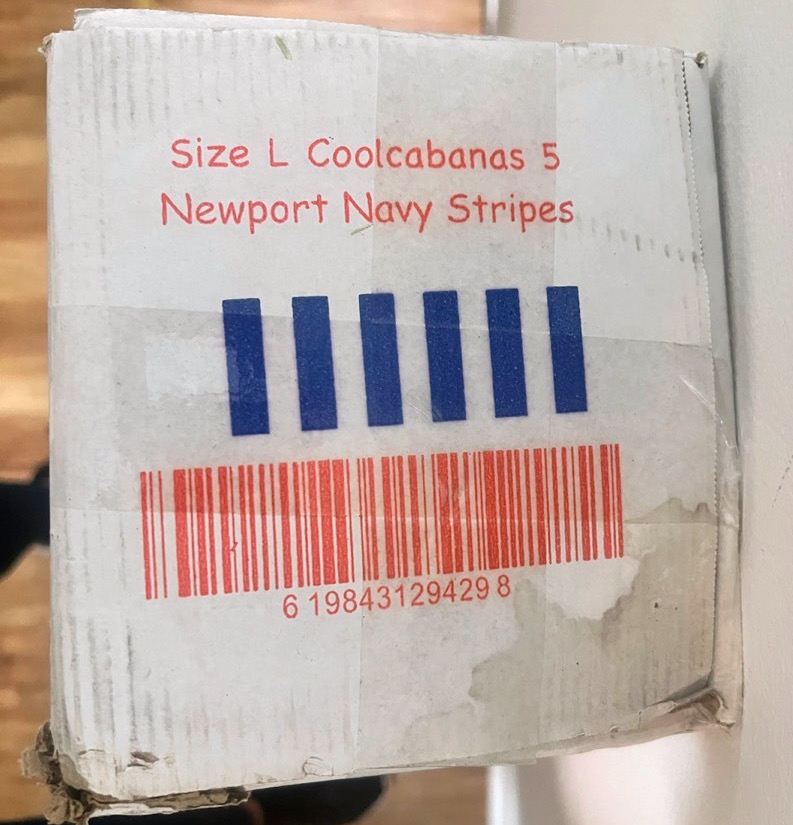 Size L Coolcabanas 5
Newport Navy Stripes
6 19843129429 8